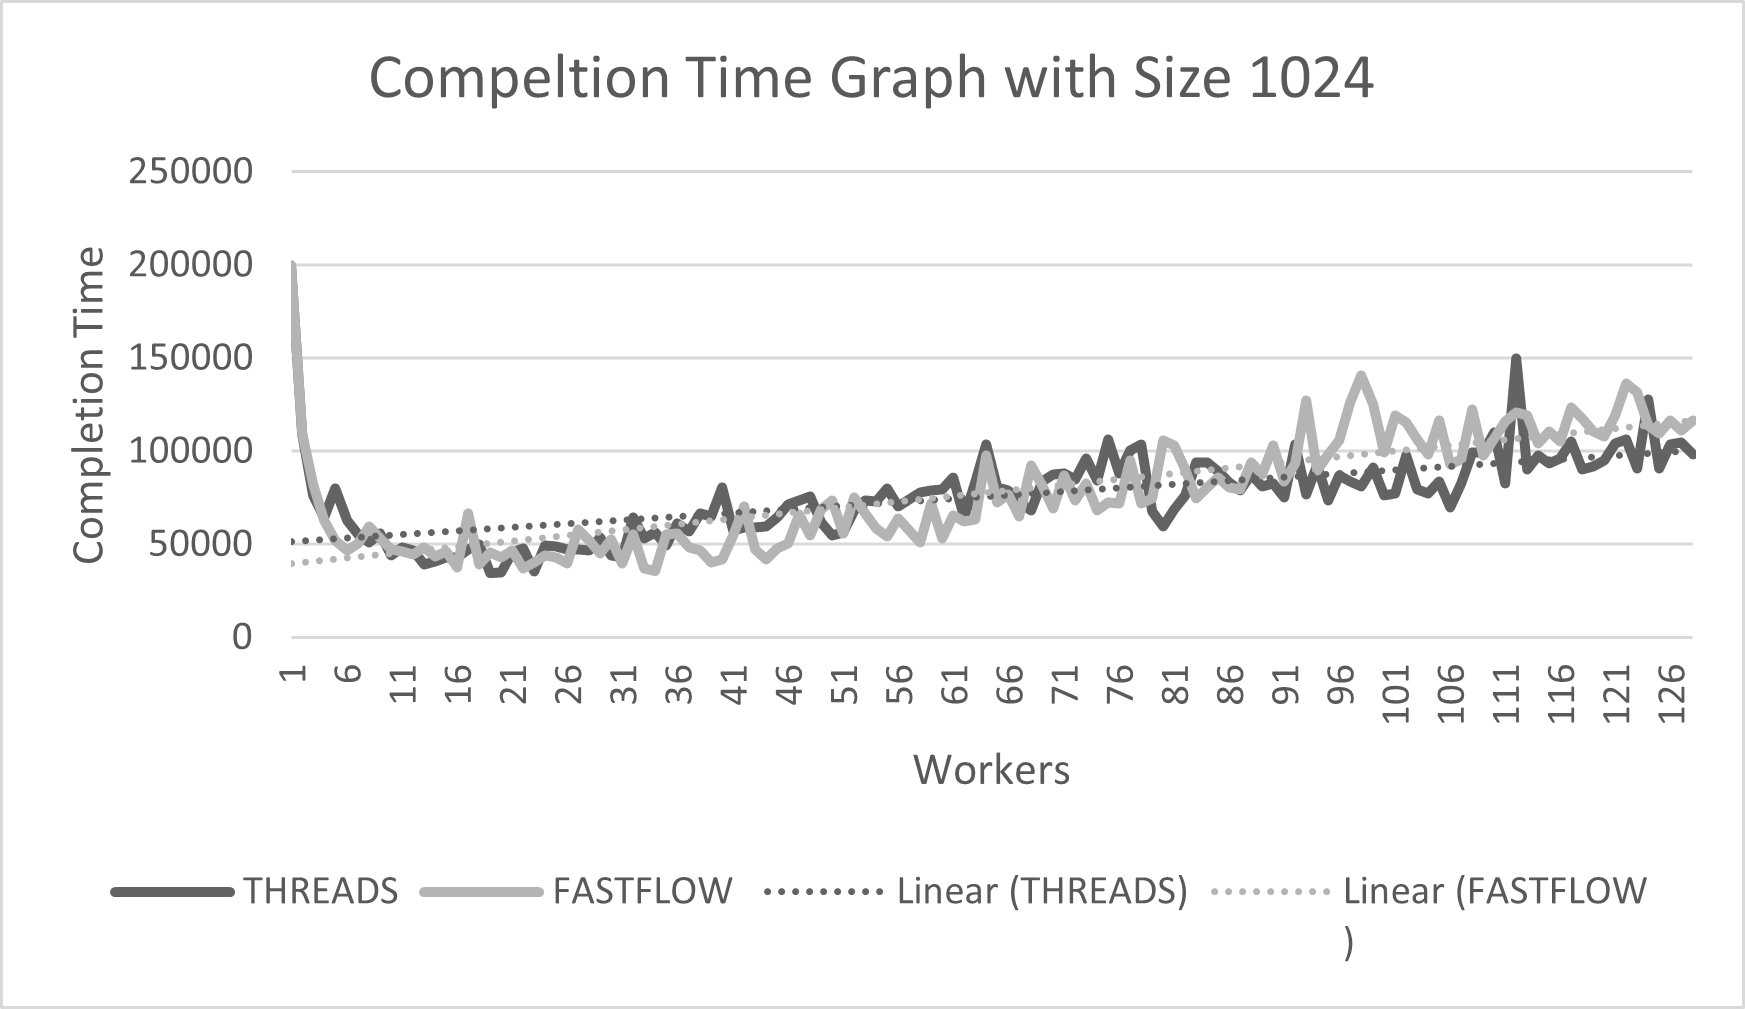 Compeltion Time Graph with Size 1024
250000
200000
150000
100000
50000
0
Completion Time
1 6 11 16 21 26 31 36 41 46 51 56 61 66 71 76 81 86 91 96 101 106 111 116 121 126
Workers
THREADS FASTFLOW Linear (THREADS) Linear (FASTFLOW
)